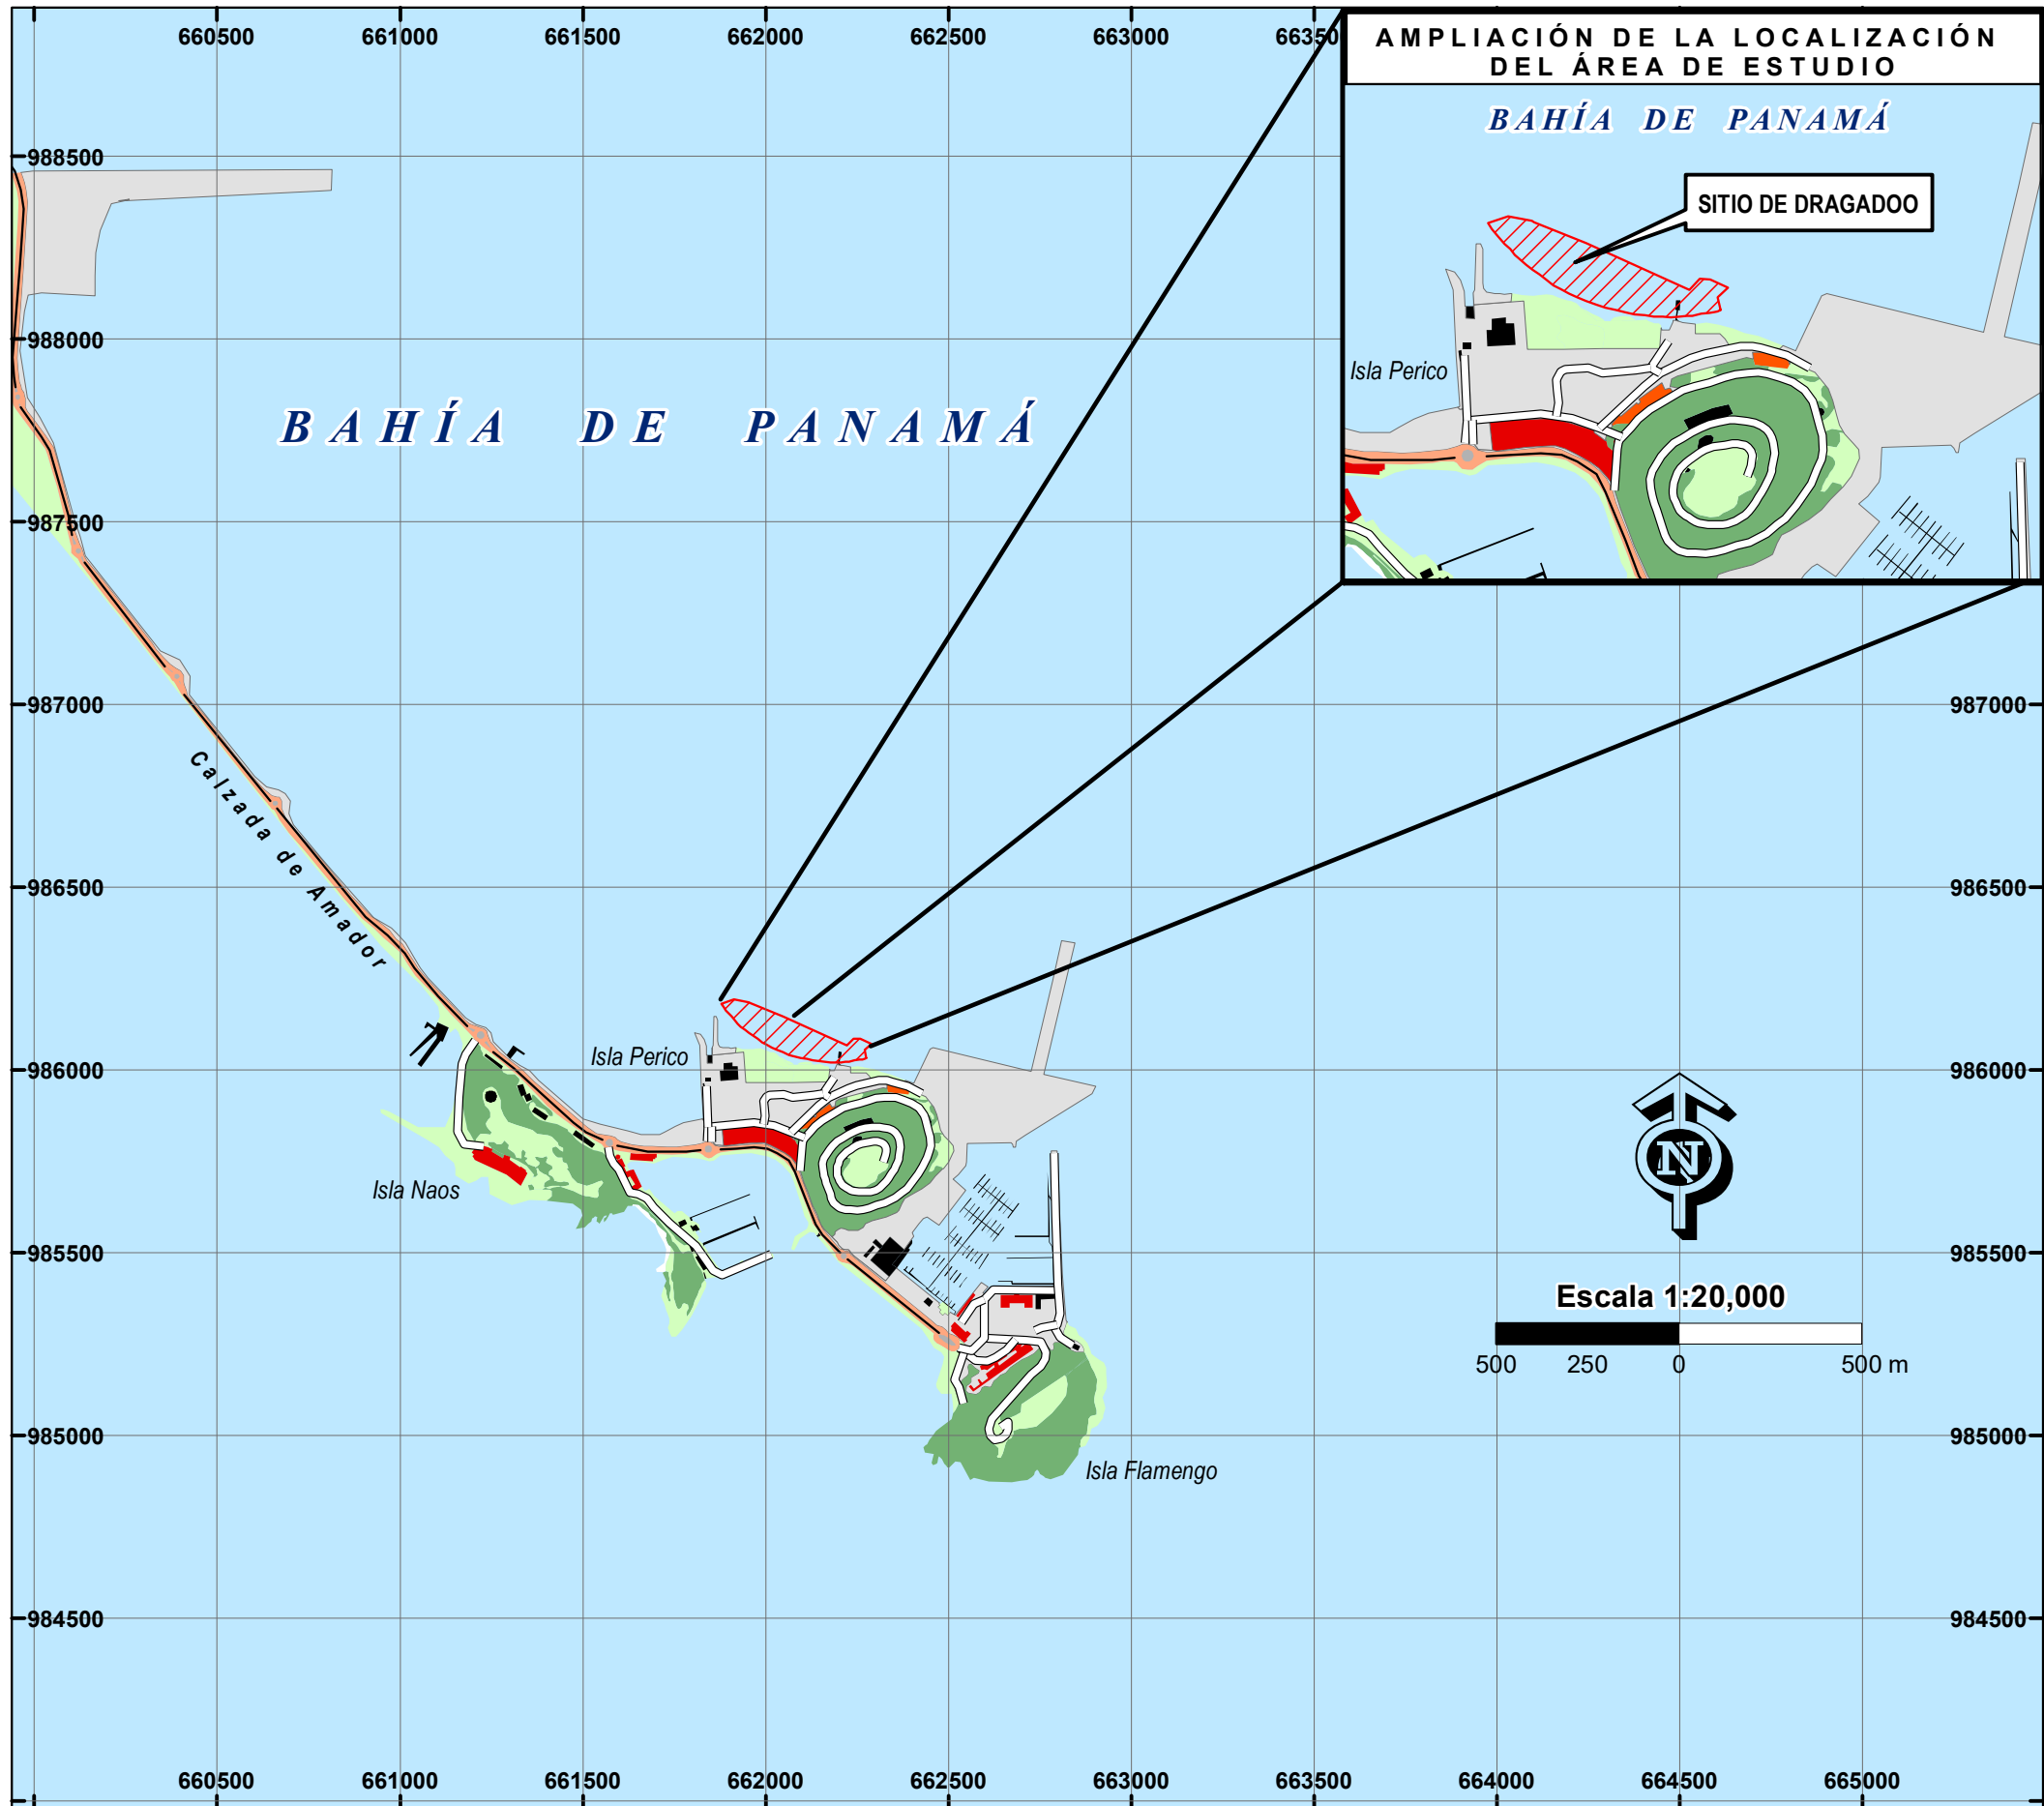 660500 661000 661500 662000 662500 663000 66350
AMPLIACIÓN DE LA LOCALIZACIÓN
DEL ÁREA DE ESTUDIO
BAHÍA DE PANAMÁ
SITIO DE DRAGADOO
Isla Perico
988500
988000
BAHÍA DE PANAMÁ
987500
987000 987000
Calzada de Amador
986500 986500
Isla Perico
986000 986000
N
Isla Naos
985500 985500
Escala 1:20,000
500 250 0 500 m
985000 985000
Isla Flamengo
984500 984500
660500 661000 661500 662000 662500 663000 663500 664000 664500 665000